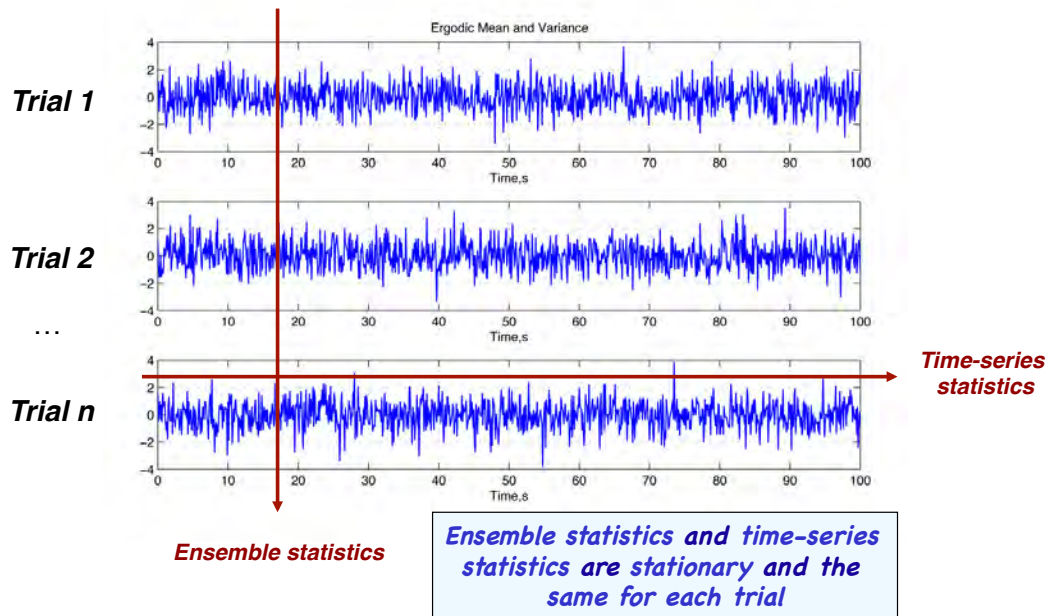 Ergodic Mean and Variance
Trial 1
4
2
0
−2
−4
0 10 20 30 40 50 60 70 80 90 100
Time,s
Trial 2
4
2
0
−2
−4
0 10 20 30 40 50 60 70 80 90 100
Time,s
...
Trial n
4
2
0
−2
−4
0 10 20 30 40 50 60 70 80 90 100
Time,s
Time-series
statistics
Ensemble statistics
Ensemble statistics and time-series
statistics are stationary and the
same for each trial